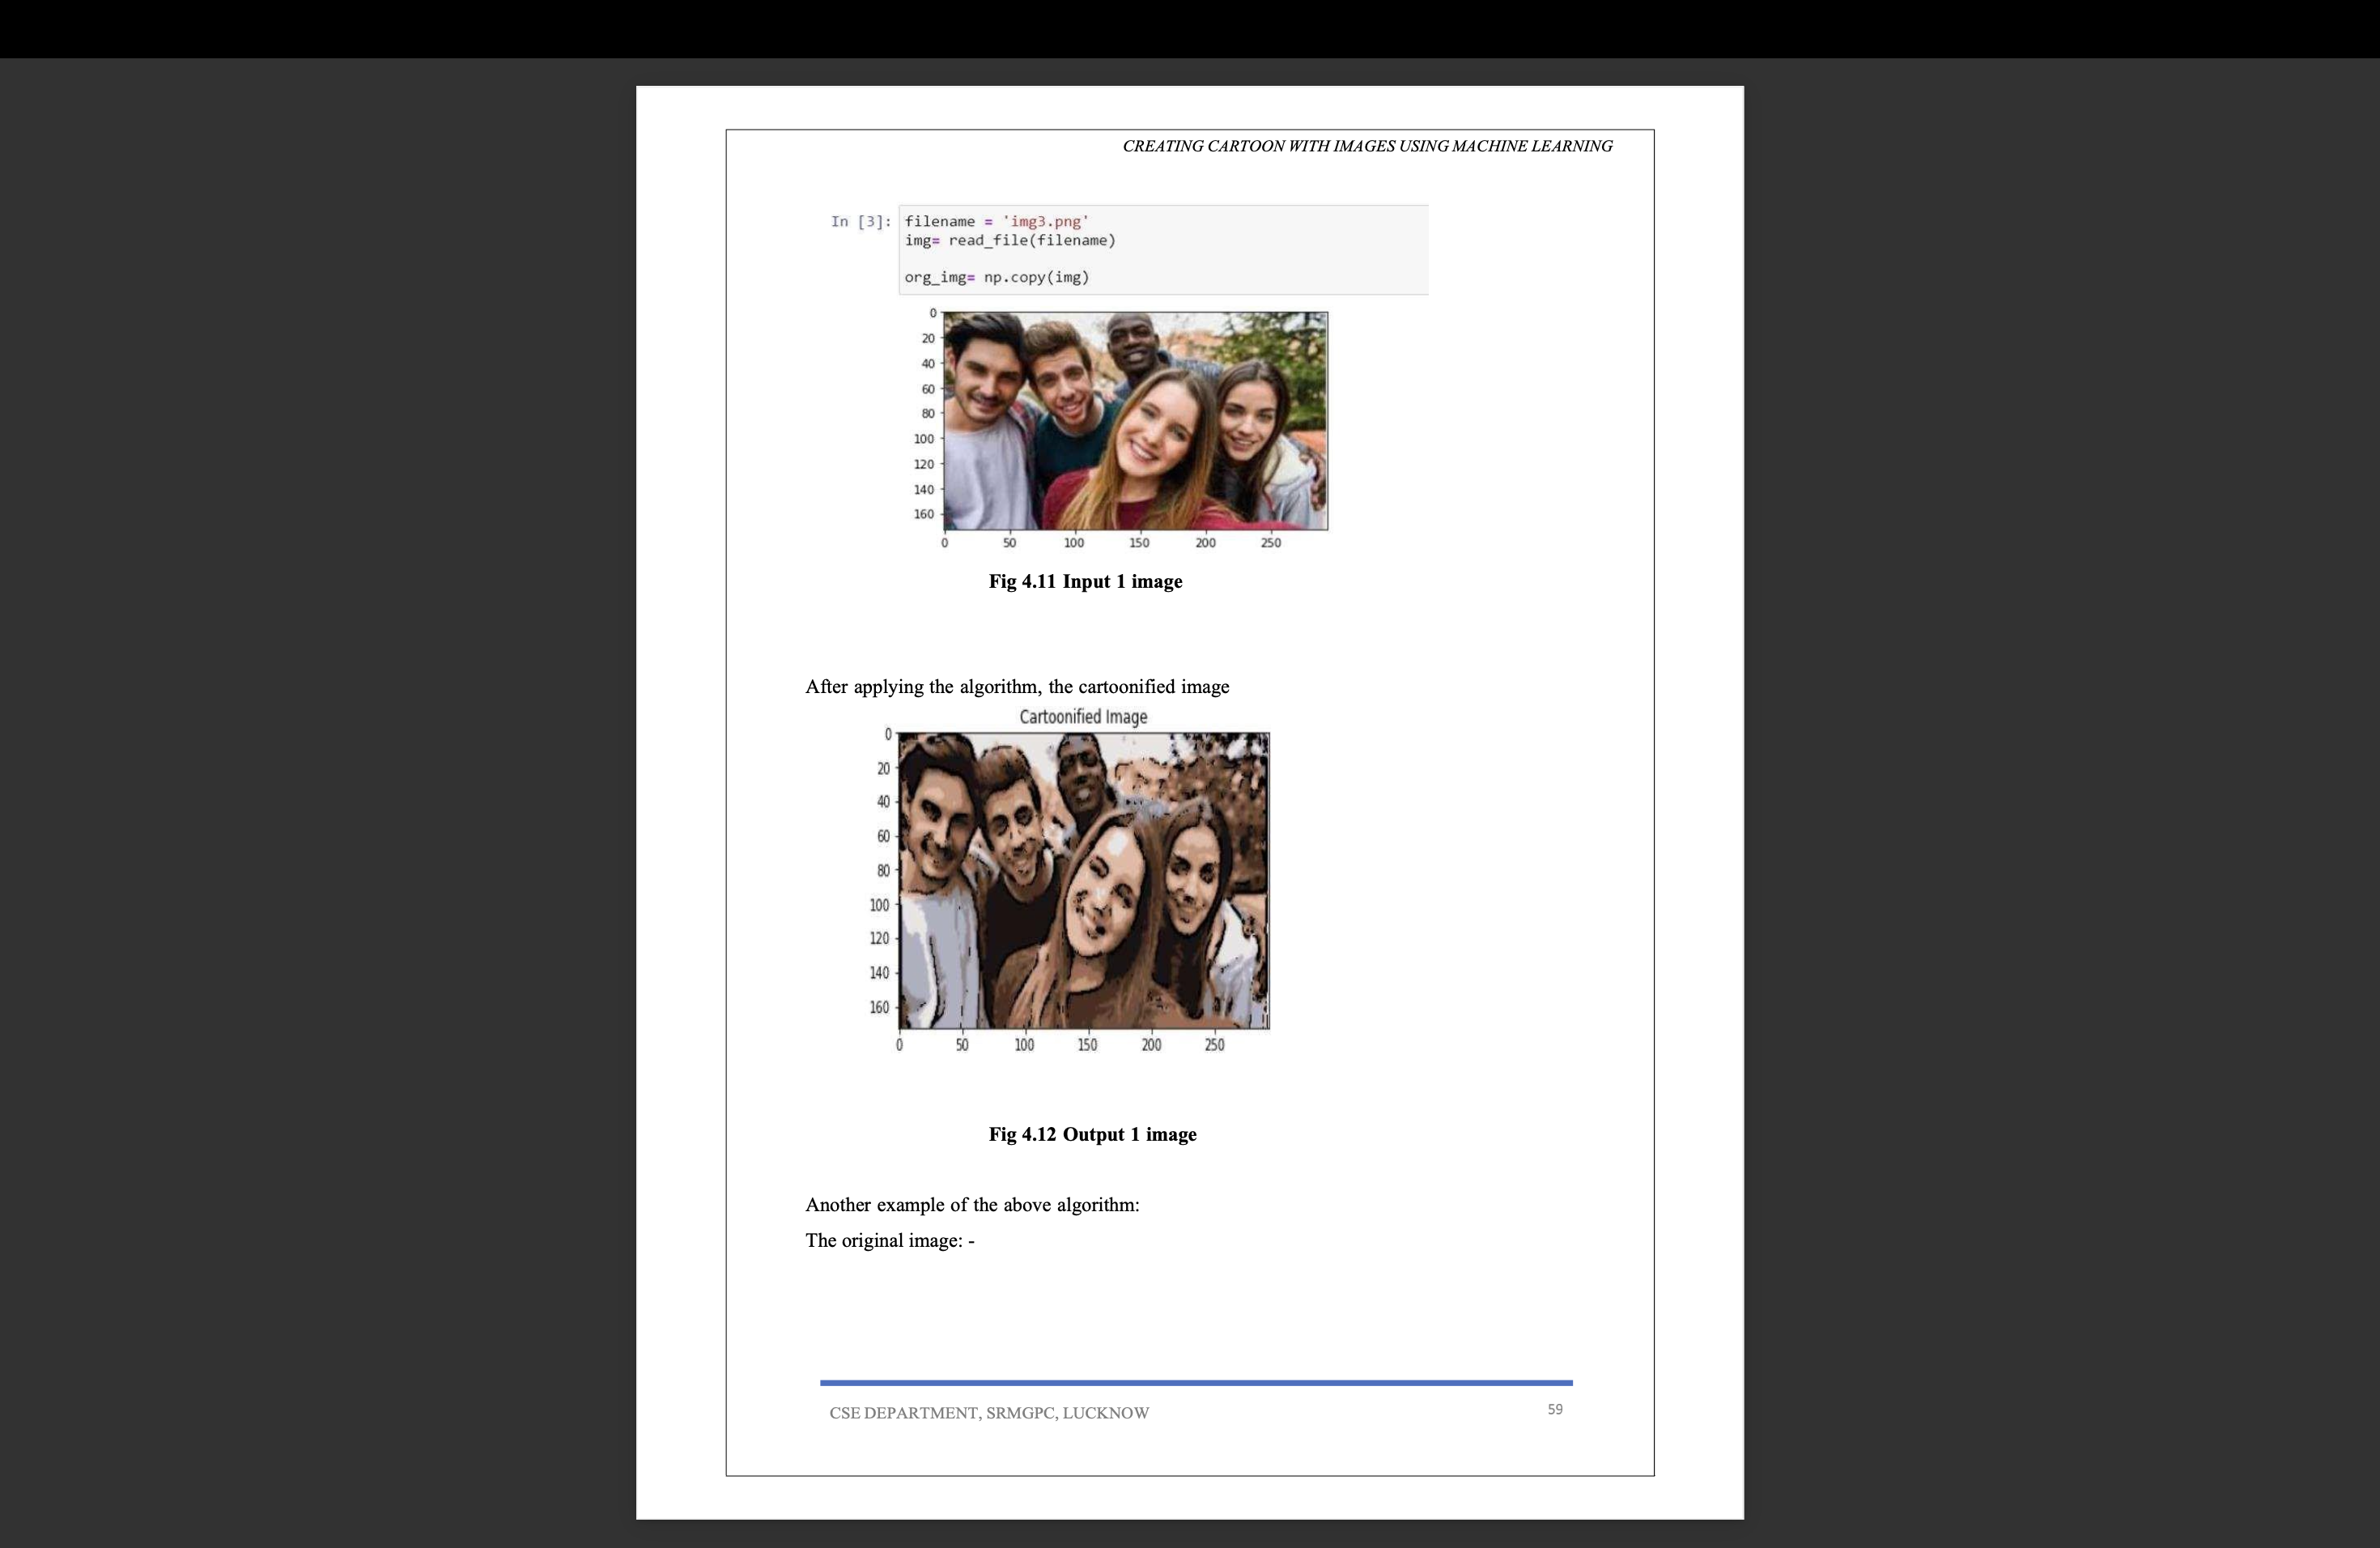 CREATING CARTOON WITH IMAGES USING MACHINE LEARNING
In [3]: filename = 'img3.png'
img= read_file(filename)
org_img= np.copy(img)
0
20
40
60
80
100
120
140
160
0 50 100 150 200 250
Fig 4.11 Input 1 image
After applying the algorithm, the cartoonified image
Cartoonified Image
0
20
40
60
80
100
120
140
160
0 50 100 150 200 250
Fig 4.12 Output 1 image
Another example of the above algorithm:
The original image: -
CSE DEPARTMENT, SRMGPC, LUCKNOW 59